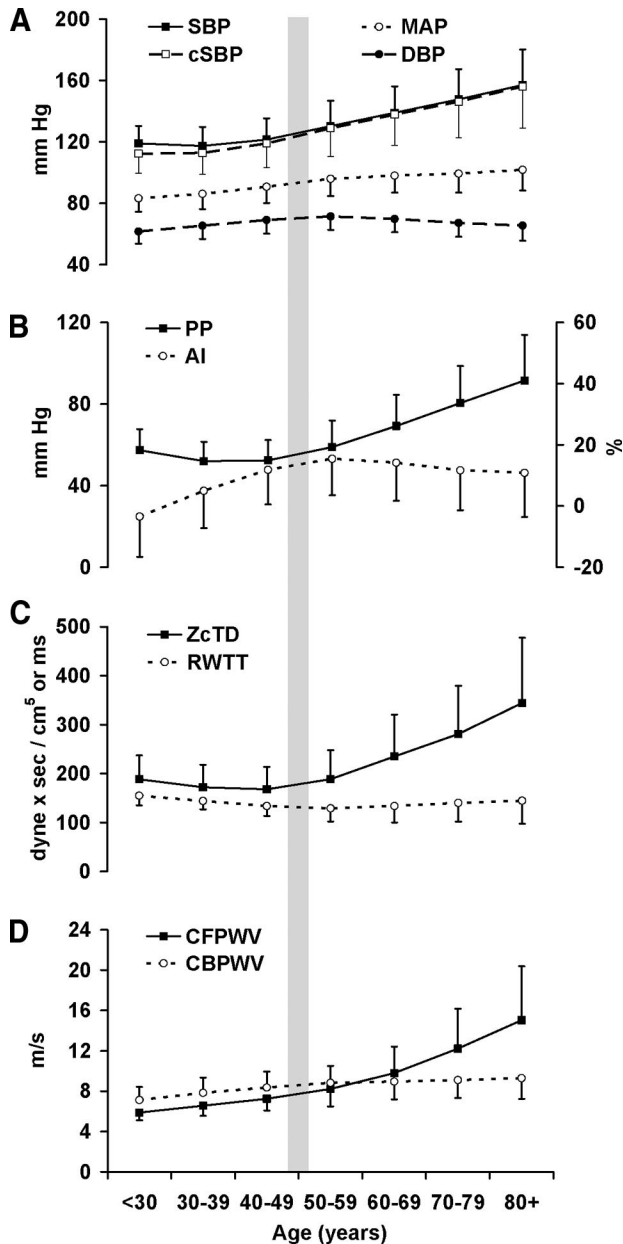 A
SBP
MAP
cSBP
DBP
200
160
120
80
40
mm Hg
B
PP
AI
120
80
40
0
mm Hg
60
40
20
0
-20
%
C
ZcTD
RWTT
500
400
300
200
100
0
dyne x sec / cm⁵ or ms
D
CFPWV
CBPWV
24
20
16
12
8
4
0
m/s
<30 30-39 40-49 50-59 60-69 70-79 80+
Age (years)